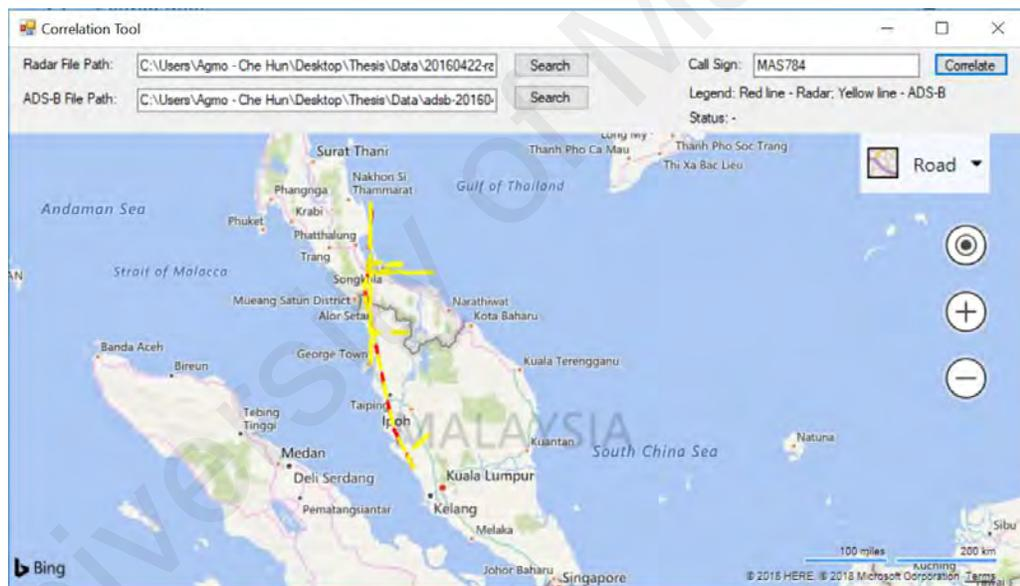 Correlation Tool
Radar File Path: C:\Users\Agmo - Che Hun\Desktop\Thesis\Data\20160422-ra Search Call Sign: MAS784 Correlate
ADS-B File Path: C:\Users\Agmo - Che Hun\Desktop\Thesis\Data\adsb-20160- Search Legend: Red line - Radar; Yellow line - ADS-B
Status: -
Long My
Surat Thani
Thanh Pho Ca Mau
Thanh Pho Soc Trang
Thi Xa Bac Lieu
Road
Nakhon Si
Thammarat
Phangnga
Gulf of Thailand
Krabi
Andaman Sea
Phuket
Phatthalung
Trang
Strait of Malacca
Songkhla
Mueang Satun District
Narathiwat
Alor Setar
Kota Baharu
Banda Aceh
George Town
Kuala Terengganu
Bireun
Taiping
Tebing
Tinggi
Ipoh
MALAYSIA
Kuantan
Natuna
South China Sea
Medan
Deli Serdang
Kuala Lumpur
Kelang
Pematangsiantar
Melaka
Sibu
100 miles 200 km
Bing
Johor Baharu
Singapore
Kuching
© 2018 HERE, © 2018 Microsoft Corporation Terms
University of M